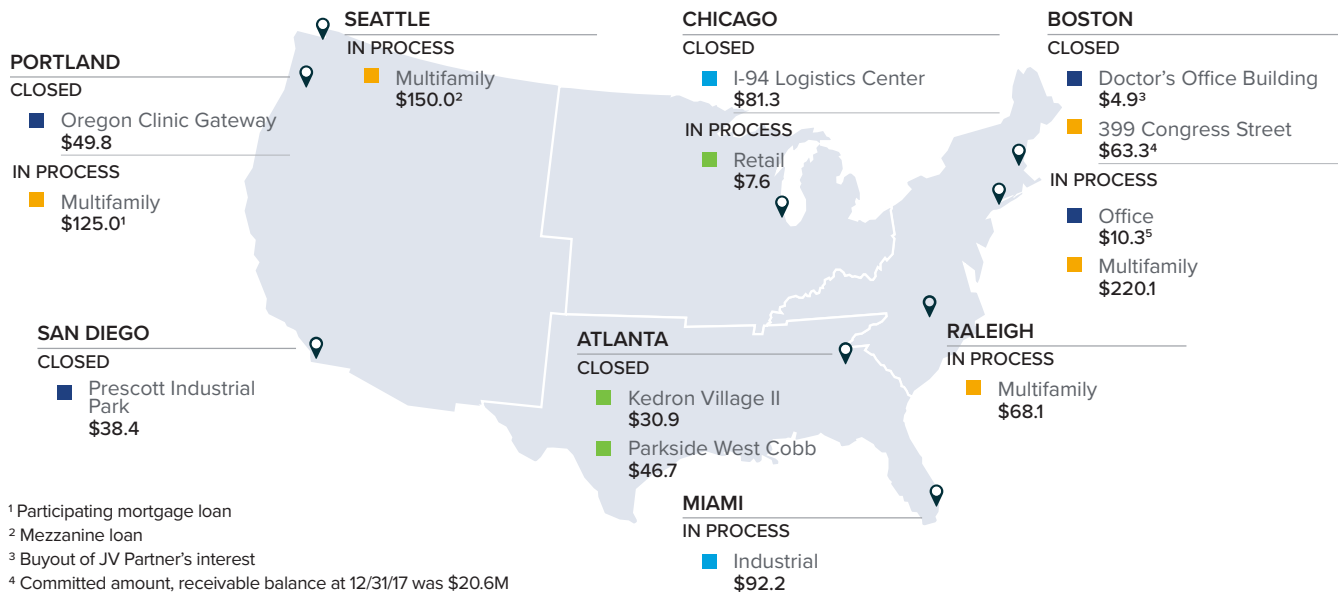 SEATTLE
IN PROCESS
Multifamily
$150.0²
PORTLAND
CLOSED
Oregon Clinic Gateway
$49.8
IN PROCESS
Multifamily
$125.0¹
CHICAGO
CLOSED
I-94 Logistics Center
$81.3
IN PROCESS
Retail
$7.6
BOSTON
CLOSED
Doctor’s Office Building
$4.9³
399 Congress Street
$63.3⁴
IN PROCESS
Office
$10.3⁵
Multifamily
$220.1
SAN DIEGO
CLOSED
Prescott Industrial
Park
$38.4
ATLANTA
CLOSED
Kedron Village II
$30.9
Parkside West Cobb
$46.7
RALEIGH
IN PROCESS
Multifamily
$68.1
MIAMI
IN PROCESS
Industrial
$92.2
¹ Participating mortgage loan
² Mezzanine loan
³ Buyout of JV Partner’s interest
⁴ Committed amount, receivable balance at 12/31/17 was $20.6M